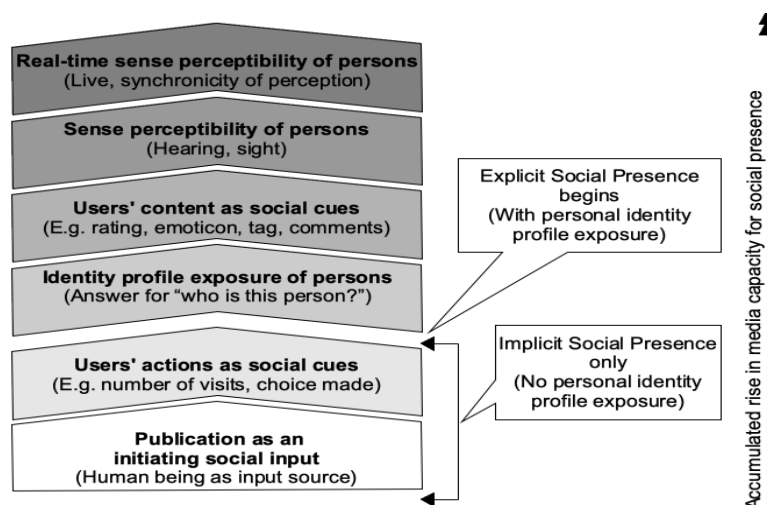 Real-time sense perceptibility of persons
(Live, synchronicity of perception)
Sense perceptibility of persons
(Hearing, sight)
Users' content as social cues
(E.g. rating, emoticon, tag, comments)
Identity profile exposure of persons
(Answer for “who is this person?”)
Users' actions as social cues
(E.g. number of visits, choice made)
Publication as an
initiating social input
(Human being as input source)
Explicit Social Presence
begins
(With personal identity
profile exposure)
Implicit Social Presence
only
(No personal identity
profile exposure)
Accumulated rise in media capacity for social presence